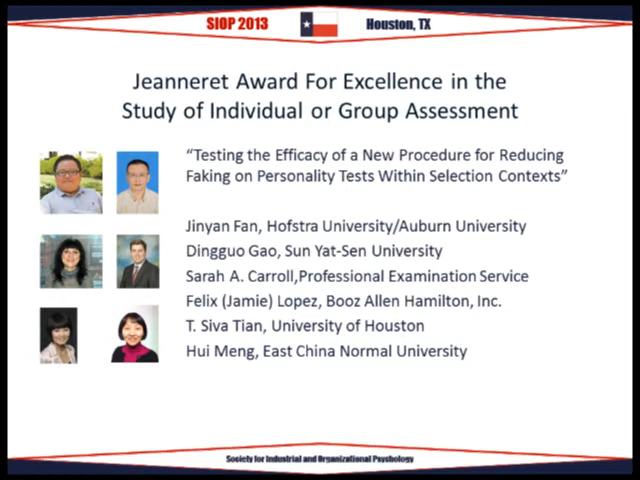 SIOP 2013 Houston, TX
Jeanneret Award For Excellence in the
Study of Individual or Group Assessment
“Testing the Efficacy of a New Procedure for Reducing
Faking on Personality Tests Within Selection Contexts”
Jinyan Fan, Hofstra University/Auburn University
Dingguo Gao, Sun Yat-Sen University
Sarah A. Carroll,Professional Examination Service
Felix (Jamie) Lopez, Booz Allen Hamilton, Inc.
T. Siva Tian, University of Houston
Hui Meng, East China Normal University
Society for Industrial and Organizational Psychology